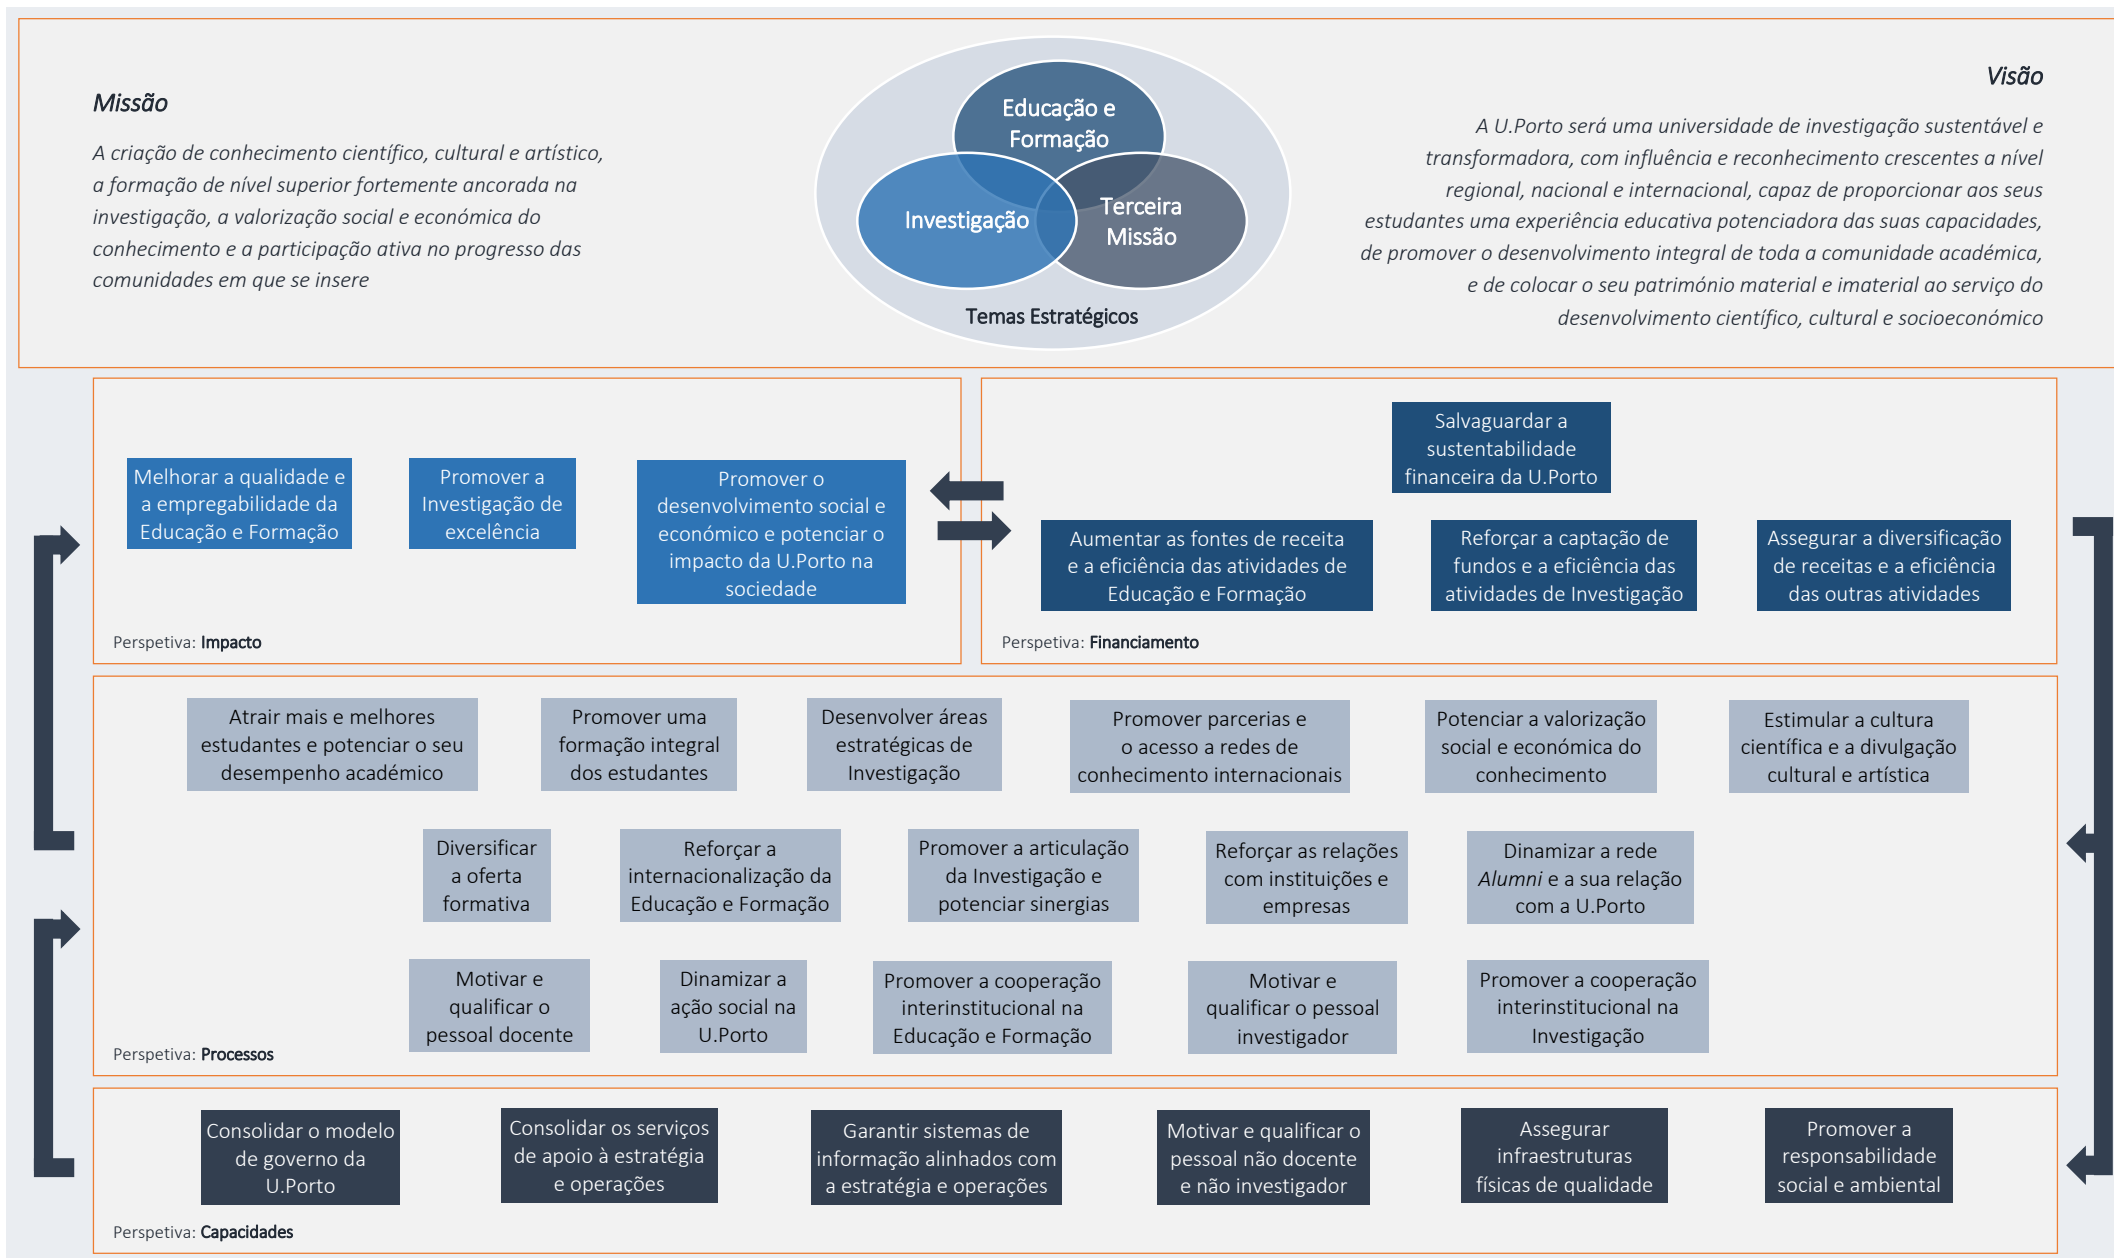 Missão
A criação de conhecimento científico, cultural e artístico,
a formação de nível superior fortemente ancorada na
investigação, a valorização social e económica do
conhecimento e a participação ativa no progresso das
comunidades em que se insere
Educação e
Formação
Investigação
Terceira
Missão
Temas Estratégicos
Visão
A U.Porto será uma universidade de investigação sustentável e
transformadora, com influência e reconhecimento crescentes a nível
regional, nacional e internacional, capaz de proporcionar aos seus
estudantes uma experiência educativa potenciadora das suas capacidades,
de promover o desenvolvimento integral de toda a comunidade académica,
e de colocar o seu património material e imaterial ao serviço do
desenvolvimento científico, cultural e socioeconómico
Melhorar a qualidade e
a empregabilidade da
Educação e Formação
Promover a
Investigação de
excelência
Promover o
desenvolvimento social e
económico e potenciar o
impacto da U.Porto na
sociedade
Perspetiva: Impacto
Salvaguardar a
sustentabilidade
financeira da U.Porto
Aumentar as fontes de receita
e a eficiência das atividades de
Educação e Formação
Reforçar a captação de
fundos e a eficiência das
atividades de Investigação
Assegurar a diversificação
de receitas e a eficiência
das outras atividades
Perspetiva: Financiamento
Atrair mais e melhores
estudantes e potenciar o seu
desempenho académico
Promover uma
formação integral
dos estudantes
Desenvolver áreas
estratégicas de
Investigação
Promover parcerias e
o acesso a redes de
conhecimento internacionais
Potenciar a valorização
social e económica do
conhecimento
Estimular a cultura
científica e a divulgação
cultural e artística
Diversificar
a oferta
formativa
Reforçar a
internacionalização da
Educação e Formação
Promover a articulação
da Investigação e
potenciar sinergias
Reforçar as relações
com instituições e
empresas
Dinamizar a rede
Alumni e a sua relação
com a U.Porto
Motivar e
qualificar o
pessoal docente
Dinamizar a
ação social na
U.Porto
Promover a cooperação
interinstitucional na
Educação e Formação
Motivar e
qualificar o pessoal
investigador
Promover a cooperação
interinstitucional na
Investigação
Perspetiva: Processos
Consolidar o modelo
de governo da
U.Porto
Consolidar os serviços
de apoio à estratégia
e operações
Garantir sistemas de
informação alinhados com
a estratégia e operações
Motivar e qualificar o
pessoal não docente
e não investigador
Assegurar
infraestruturas
físicas de qualidade
Promover a
responsabilidade
social e ambiental
Perspetiva: Capacidades